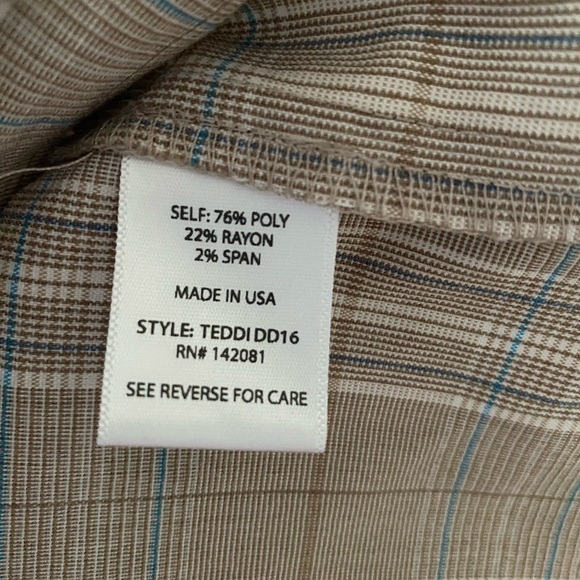 SELF: 76% POLY
22% RAYON
2% SPAN
MADE IN USA
STYLE: TEDDI DD16
RN# 142081
SEE REVERSE FOR CARE